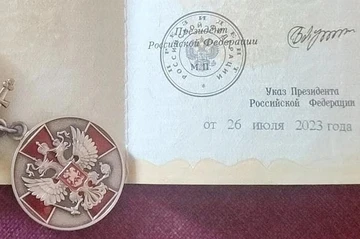 Президент
Российской Федерации
М.П.
Указ Президента
Российской Федерации
от 26 июля 2023 года